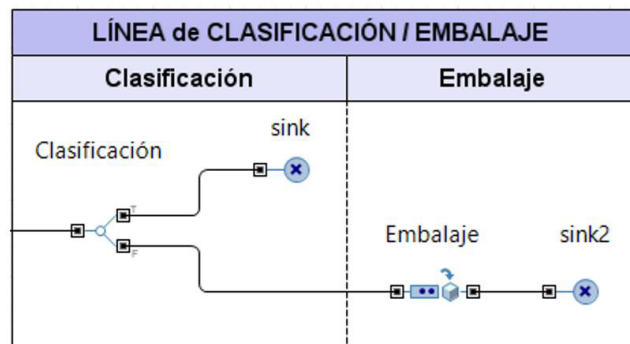 LÍNEA de CLASIFICACIÓN / EMBALAJE
Clasificación Embalaje
sink
Clasificación
T
F
Embalaje sink2